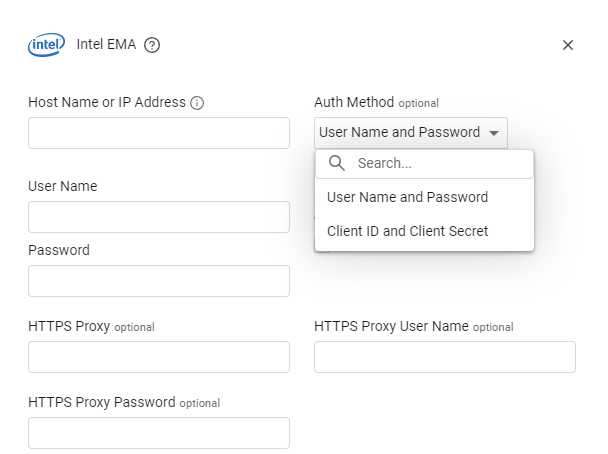 intel Intel EMA ?
Host Name or IP Address
Auth Method optional
User Name and Password
Search...
User Name and Password
Client ID and Client Secret
User Name
Password
HTTPS Proxy optional
HTTPS Proxy User Name optional
HTTPS Proxy Password optional